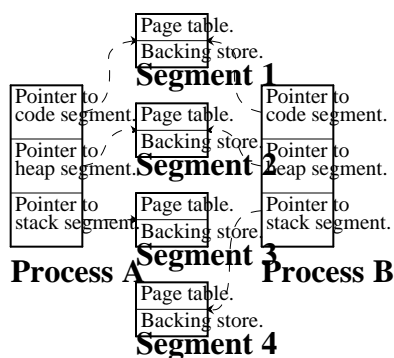 Page table.
Backing store.
Segment 1
Pointer to
code segment.
Pointer to
heap segment.
Pointer to
stack segment.
Process A
Page table.
Backing store.
Segment 2
Page table.
Backing store.
Segment 3
Page table.
Backing store.
Segment 4
Pointer to
code segment.
Pointer to
heap segment.
Pointer to
stack segment.
Process B